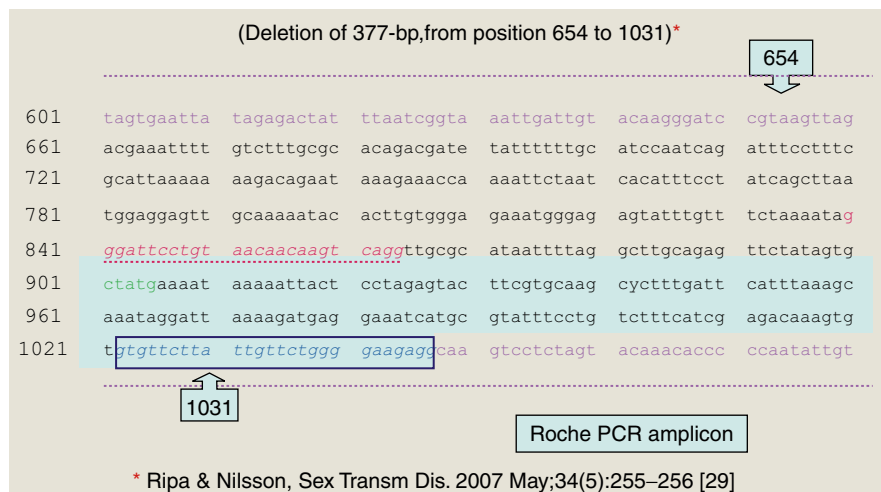 (Deletion of 377-bp,from position 654 to 1031)*
654
601 tagtgaatta tagagactat ttaatcggta aattgattgt acaagggatc cgtaagttag
661 acgaaatttt gtctttgcgc acagacgate tattttttgc atccaatcag atttcctttc
721 gcattaaaaa aagacagaat aaagaaacca aaattctaat cacatttcct atcagcttaa
781 tggaggagtt gcaaaaatac acttgtggga gaaatgggag agtatttgtt tctaaaatag
841 ggattcctgt aacaacaagt caggttgcgc ataattttag gcttgcagag ttctatagtg
901 ctatgaaaat aaaaattact cctagagtac ttcgtgcaag cyctttgatt catttaaagc
961 aaataggatt aaaagatgag gaaatcatgc gtatttcctg tctttcatcg agacaaagtg
1021 tgtgttctta ttgttctggg gaagaggcaa gtcctctagt acaaacaccc ccaatattgt
1031
Roche PCR amplicon
* Ripa & Nilsson, Sex Transm Dis. 2007 May;34(5):255–256 [29]